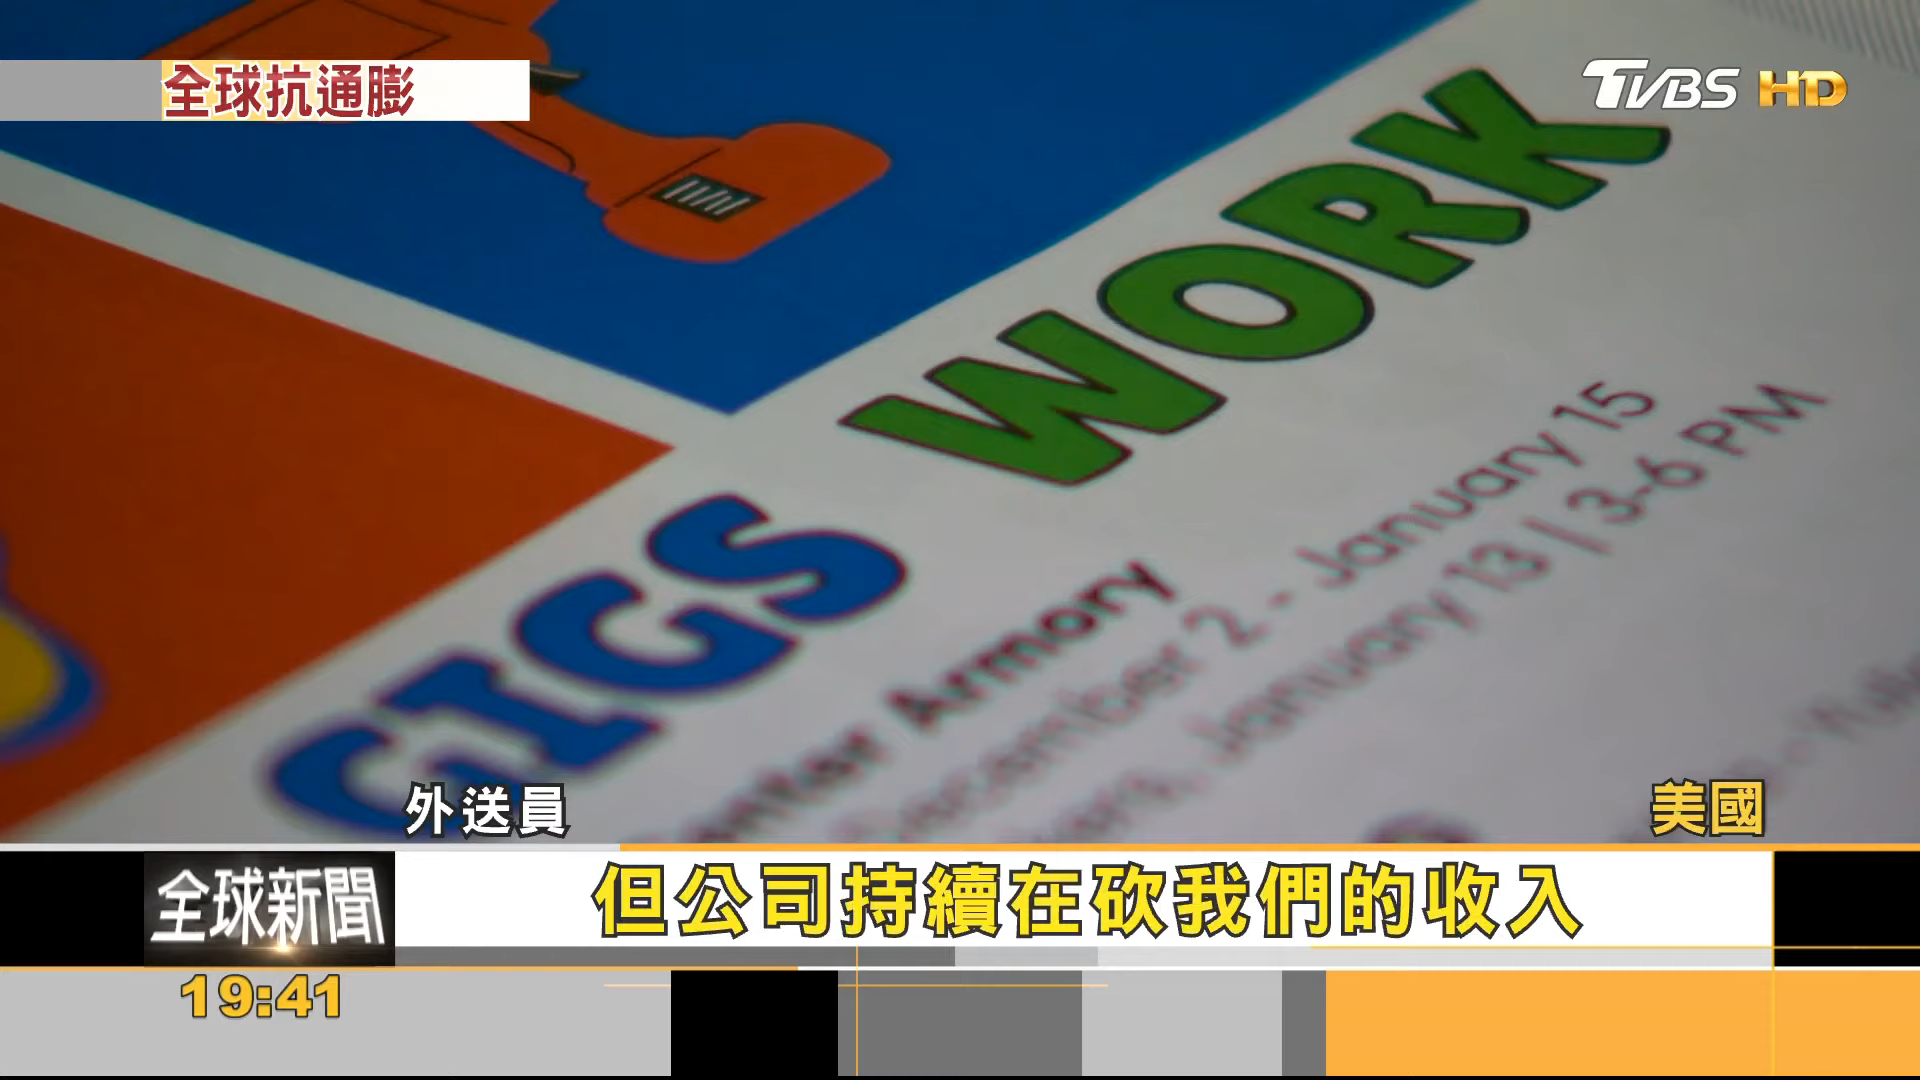 全球抗通膨
TVBS HD
GIGS WORK
Armory
2 - January 15
January 13 | 3-6 PM
外送員
美國
全球新聞
但公司持續在砍我們的收入
19:41